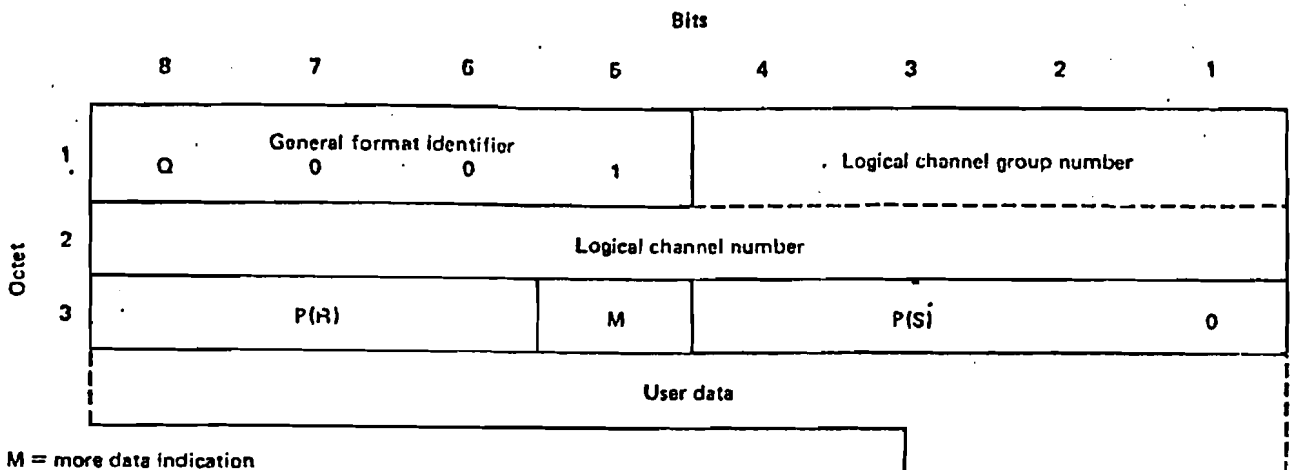 Bits
8 7 6 5 4 3 2 1
General format identifier
1 Q 0 0 1 Logical channel group number
Octet
2 Logical channel number
3 P(R) M P(S) 0
User data
M = more data indication